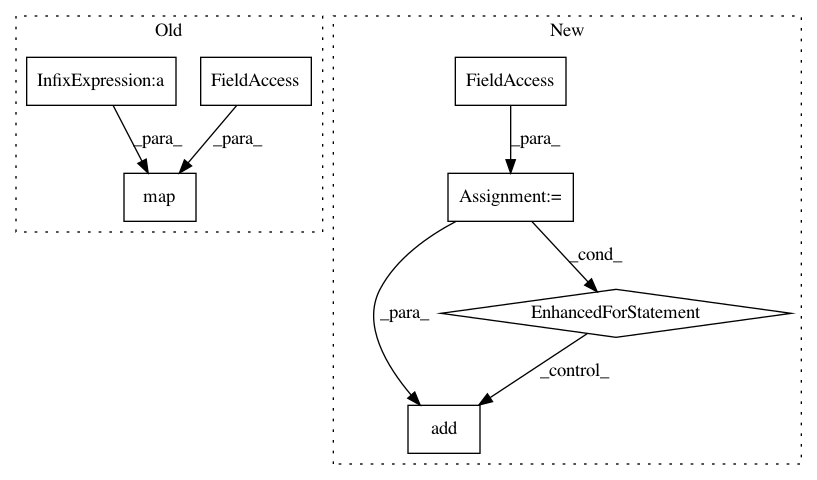 Old
New
InfixExpression:a
FieldAccess
FieldAccess
_para_
_para_
_para_
map
Assignment:=
_cond_
_para_
EnhancedForStatement
_control_
add